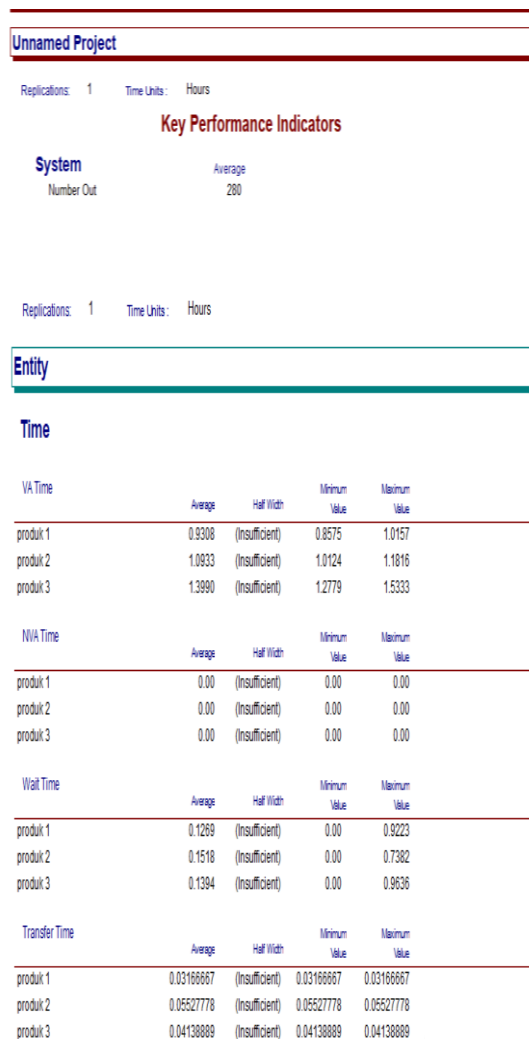 Unnamed Project
Replications: 1 Time Units : Hours
Key Performance Indicators
System Average
Number Out 280
Replications: 1 Time Units : Hours
Entity
Time
VA Time Average Half Width Minimum Value Maximum Value
produk 1 0.9308 (Insufficient) 0.8575 1.0157
produk 2 1.0933 (Insufficient) 1.0124 1.1816
produk 3 1.3990 (Insufficient) 1.2779 1.5333
NVA Time Average Half Width Minimum Value Maximum Value
produk 1 0.00 (Insufficient) 0.00 0.00
produk 2 0.00 (Insufficient) 0.00 0.00
produk 3 0.00 (Insufficient) 0.00 0.00
Wait Time Average Half Width Minimum Value Maximum Value
produk 1 0.1269 (Insufficient) 0.00 0.9223
produk 2 0.1518 (Insufficient) 0.00 0.7382
produk 3 0.1394 (Insufficient) 0.00 0.9636
Transfer Time Average Half Width Minimum Value Maximum Value
produk 1 0.03166667 (Insufficient) 0.03166667 0.03166667
produk 2 0.05527778 (Insufficient) 0.05527778 0.05527778
produk 3 0.04138889 (Insufficient) 0.04138889 0.04138889